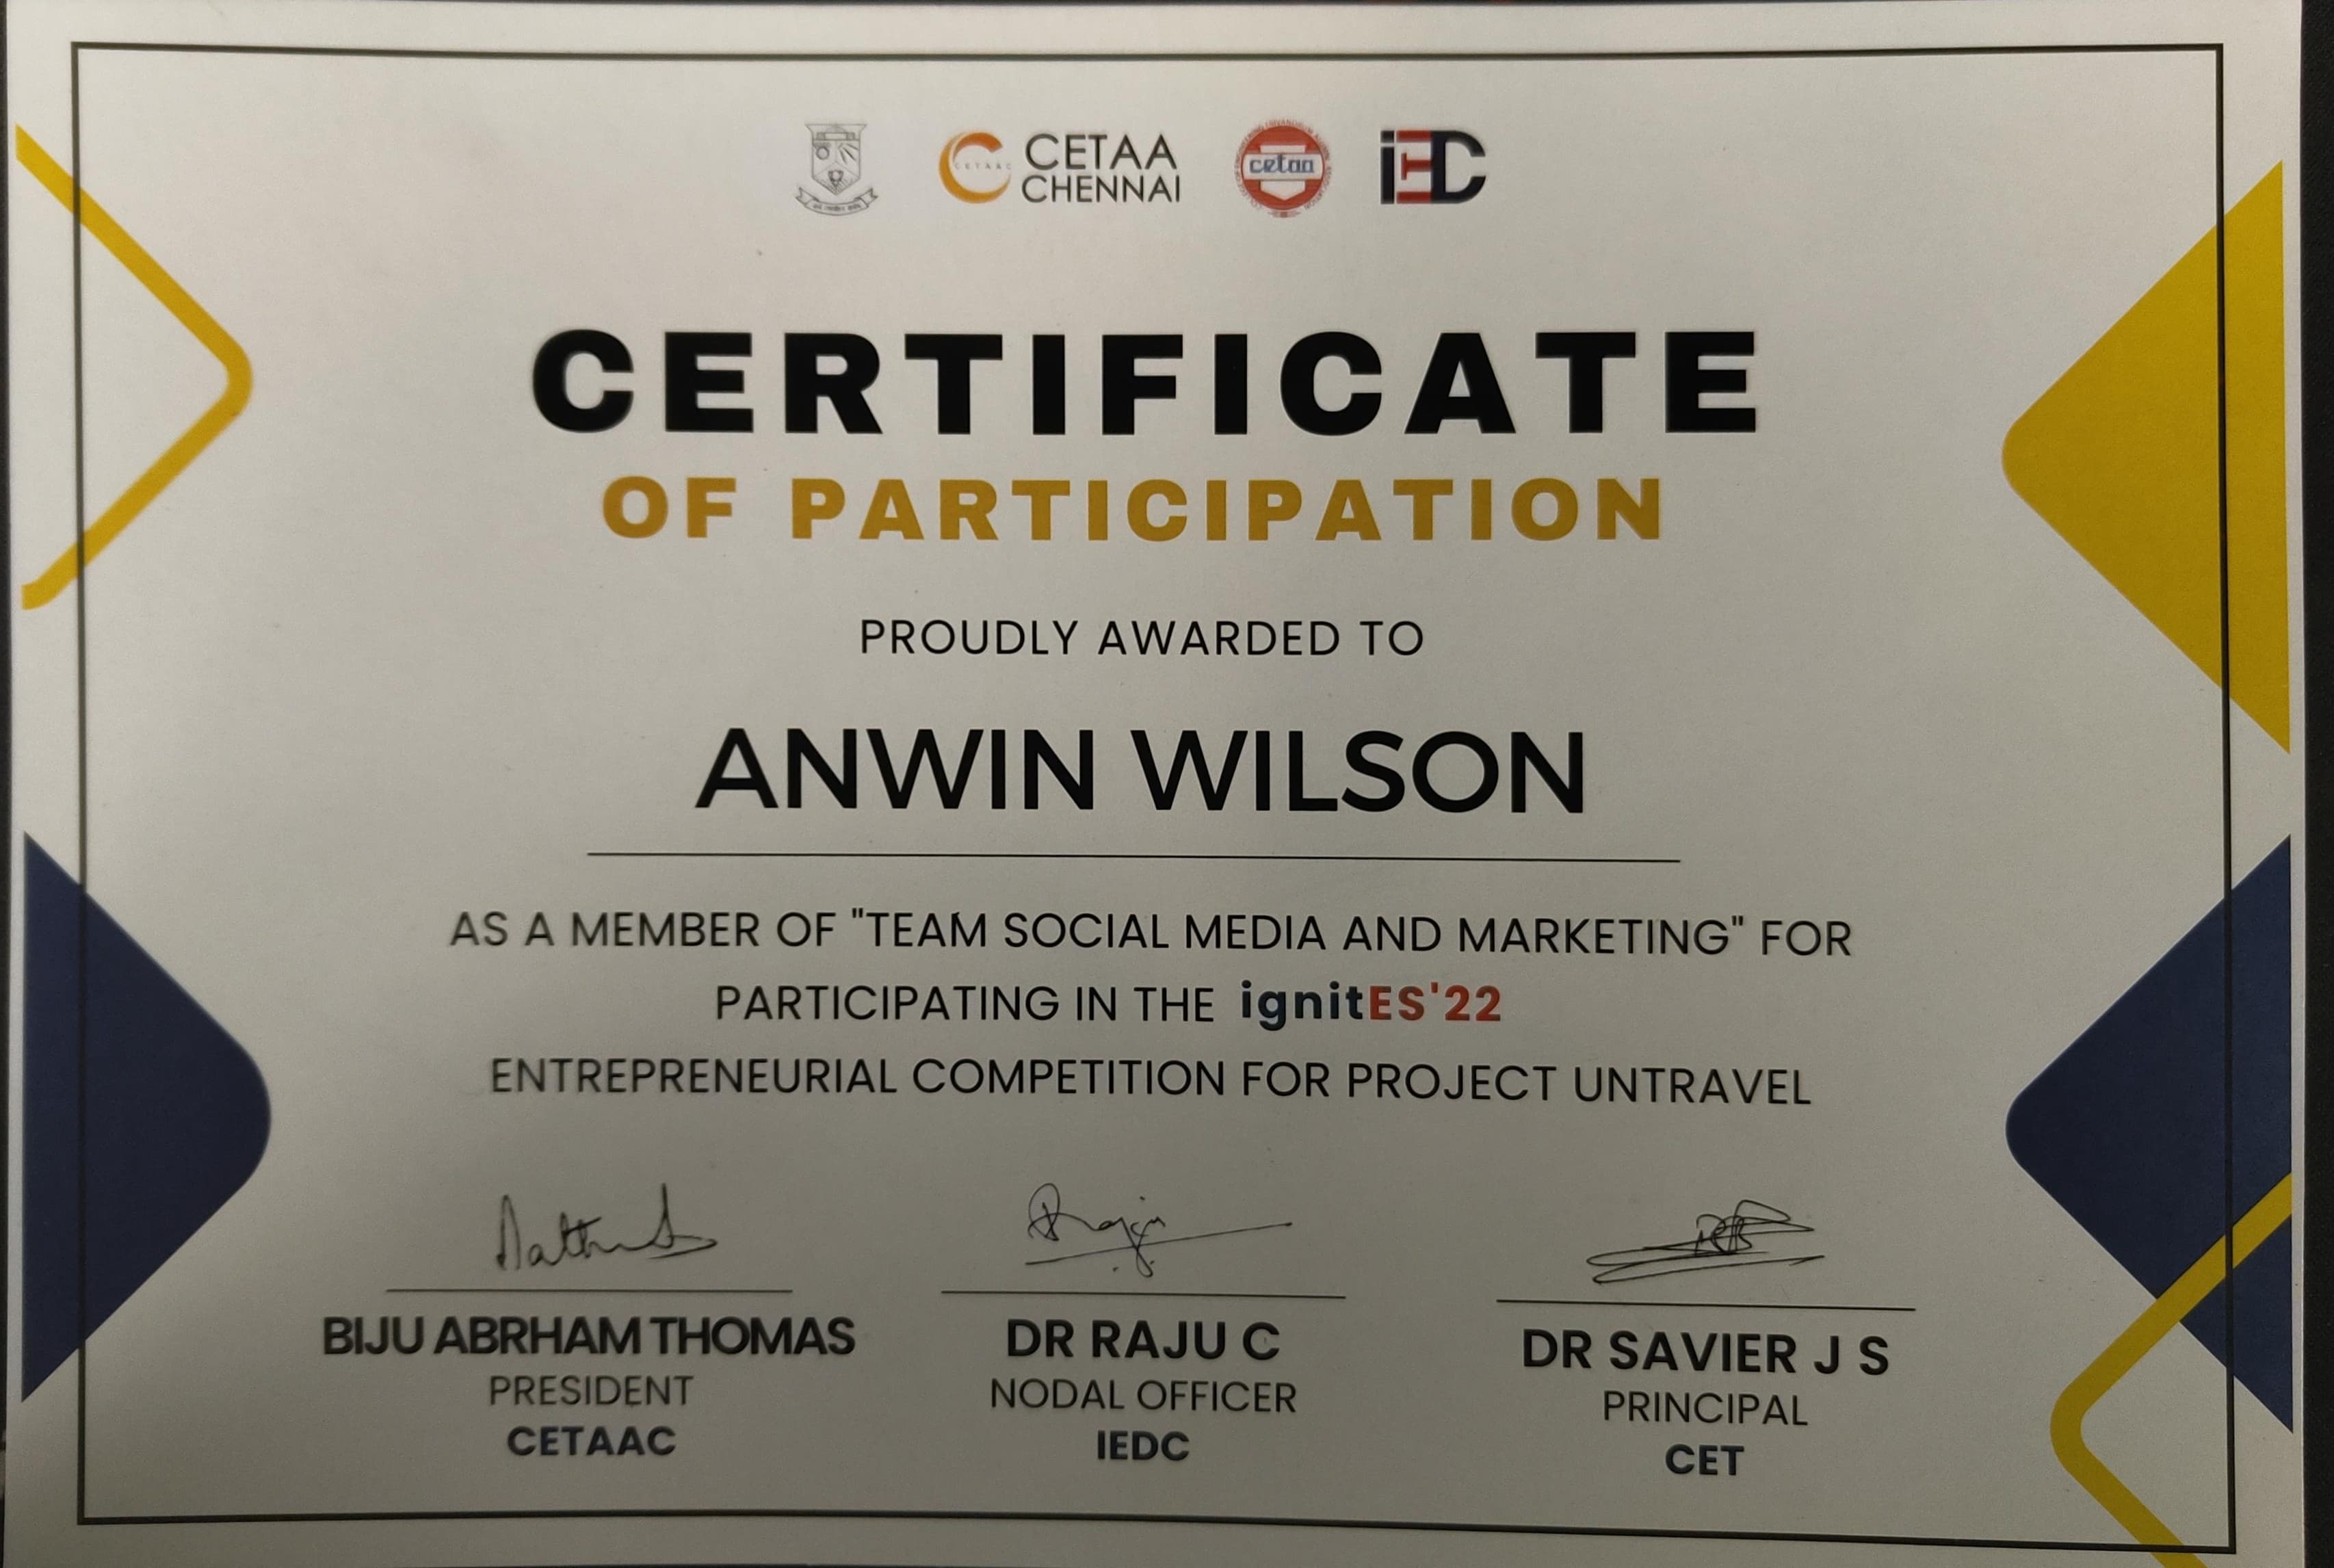 CETAA
CHENNAI
CETAAC
cetaa
iEDC
CERTIFICATE
OF PARTICIPATION
PROUDLY AWARDED TO
ANWIN WILSON
AS A MEMBER OF "TEAM SOCIAL MEDIA AND MARKETING" FOR
PARTICIPATING IN THE ignitES'22
ENTREPRENEURIAL COMPETITION FOR PROJECT UNTRAVEL
BIJU ABRHAM THOMAS
PRESIDENT
CETAAC
DR RAJU C
NODAL OFFICER
IEDC
DR SAVIER J S
PRINCIPAL
CET